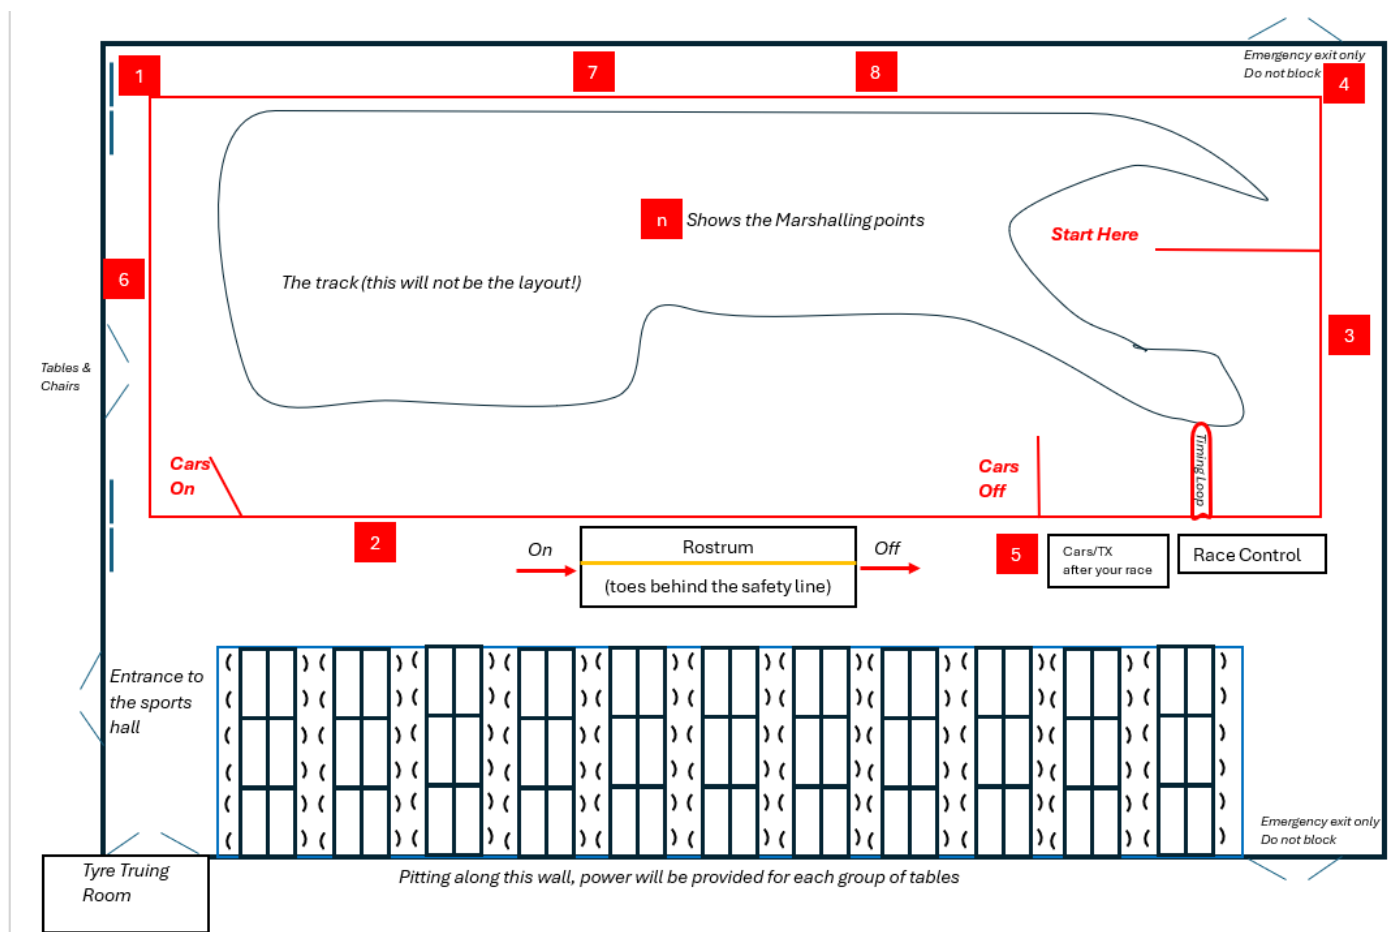 Emergency exit only
Do not block
1
7
8
4
n
Shows the Marshalling points
Start Here
6
The track (this will not be the layout!)
3
Tables &
Chairs
Cars
On
Cars
Off
Timing Loop
2
On
Rostrum
(toes behind the safety line)
Off
5
Cars/TX
after your race
Race Control
Entrance to
the sports
hall
Emergency exit only
Do not block
Tyre Truing
Room
Pitting along this wall, power will be provided for each group of tables